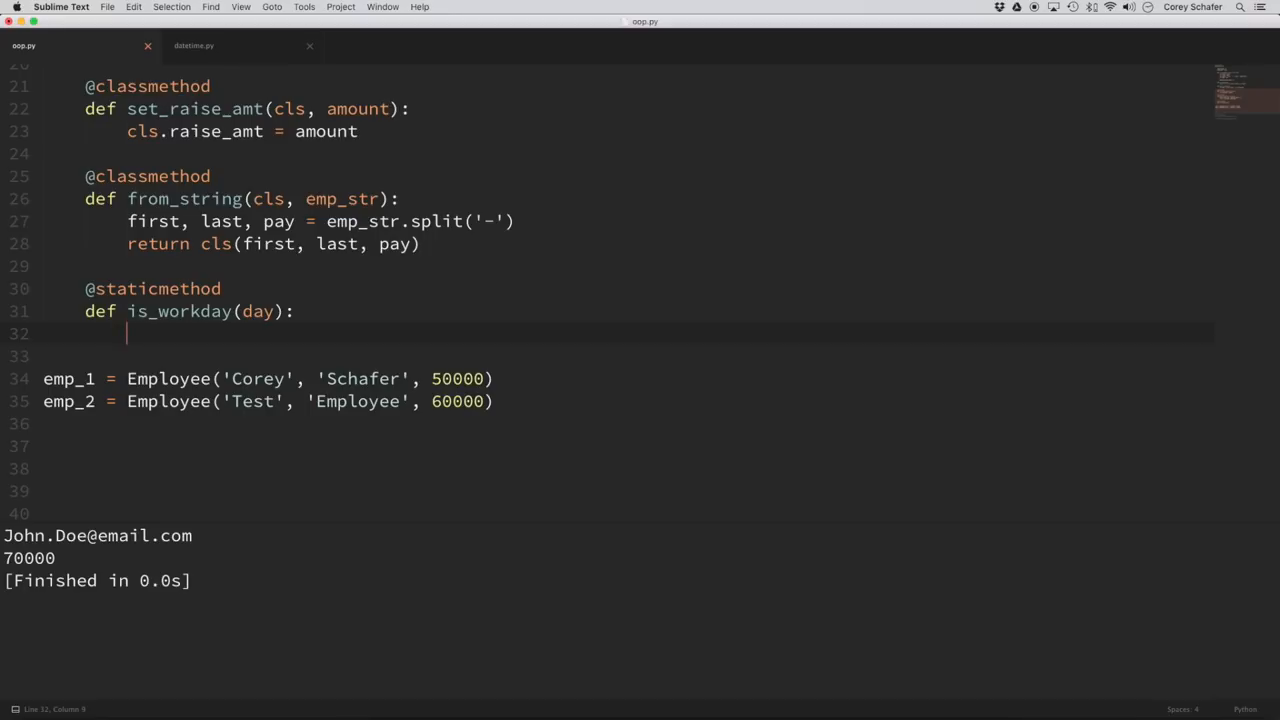 Sublime Text File Edit Selection Find View Goto Tools Project Window Help Corey Schafer
oop.py
oop.py datetime.py
20
21 @classmethod
22 def set_raise_amt(cls, amount):
23 cls.raise_amt = amount
24
25 @classmethod
26 def from_string(cls, emp_str):
27 first, last, pay = emp_str.split('-')
28 return cls(first, last, pay)
29
30 @staticmethod
31 def is_workday(day):
32
33
34 emp_1 = Employee('Corey', 'Schafer', 50000)
35 emp_2 = Employee('Test', 'Employee', 60000)
36
37
38
39
40
John.Doe@email.com
70000
[Finished in 0.0s]
Line 32, Column 9 Spaces: 4 Python